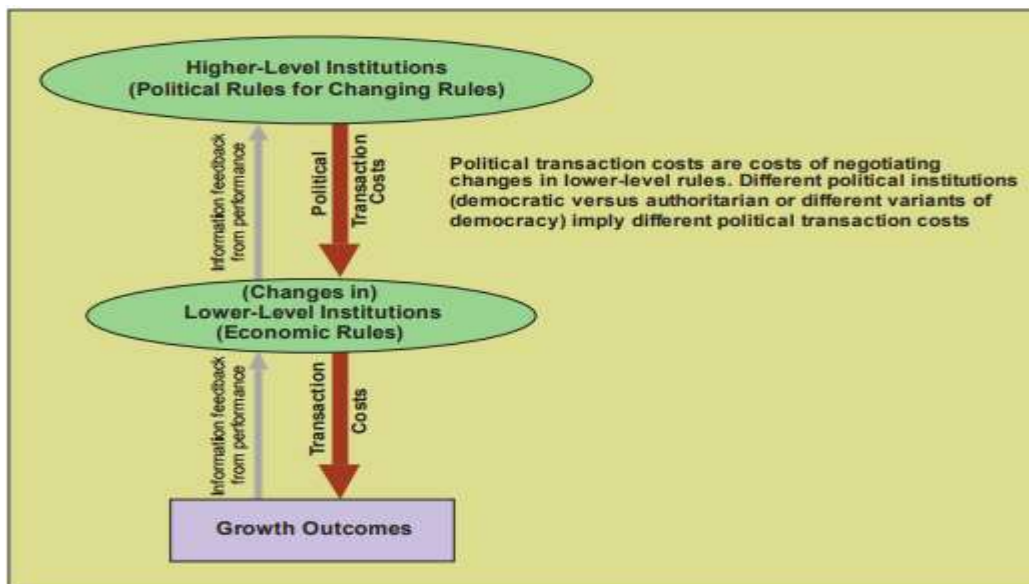 Higher-Level Institutions
(Political Rules for Changing Rules)
Information feedback
from performance
Political
Transaction
Costs
Political transaction costs are costs of negotiating
changes in lower-level rules. Different political institutions
(democratic versus authoritarian or different variants of
democracy) imply different political transaction costs
(Changes in)
Lower-Level Institutions
(Economic Rules)
Information feedback
from performance
Transaction
Costs
Growth Outcomes